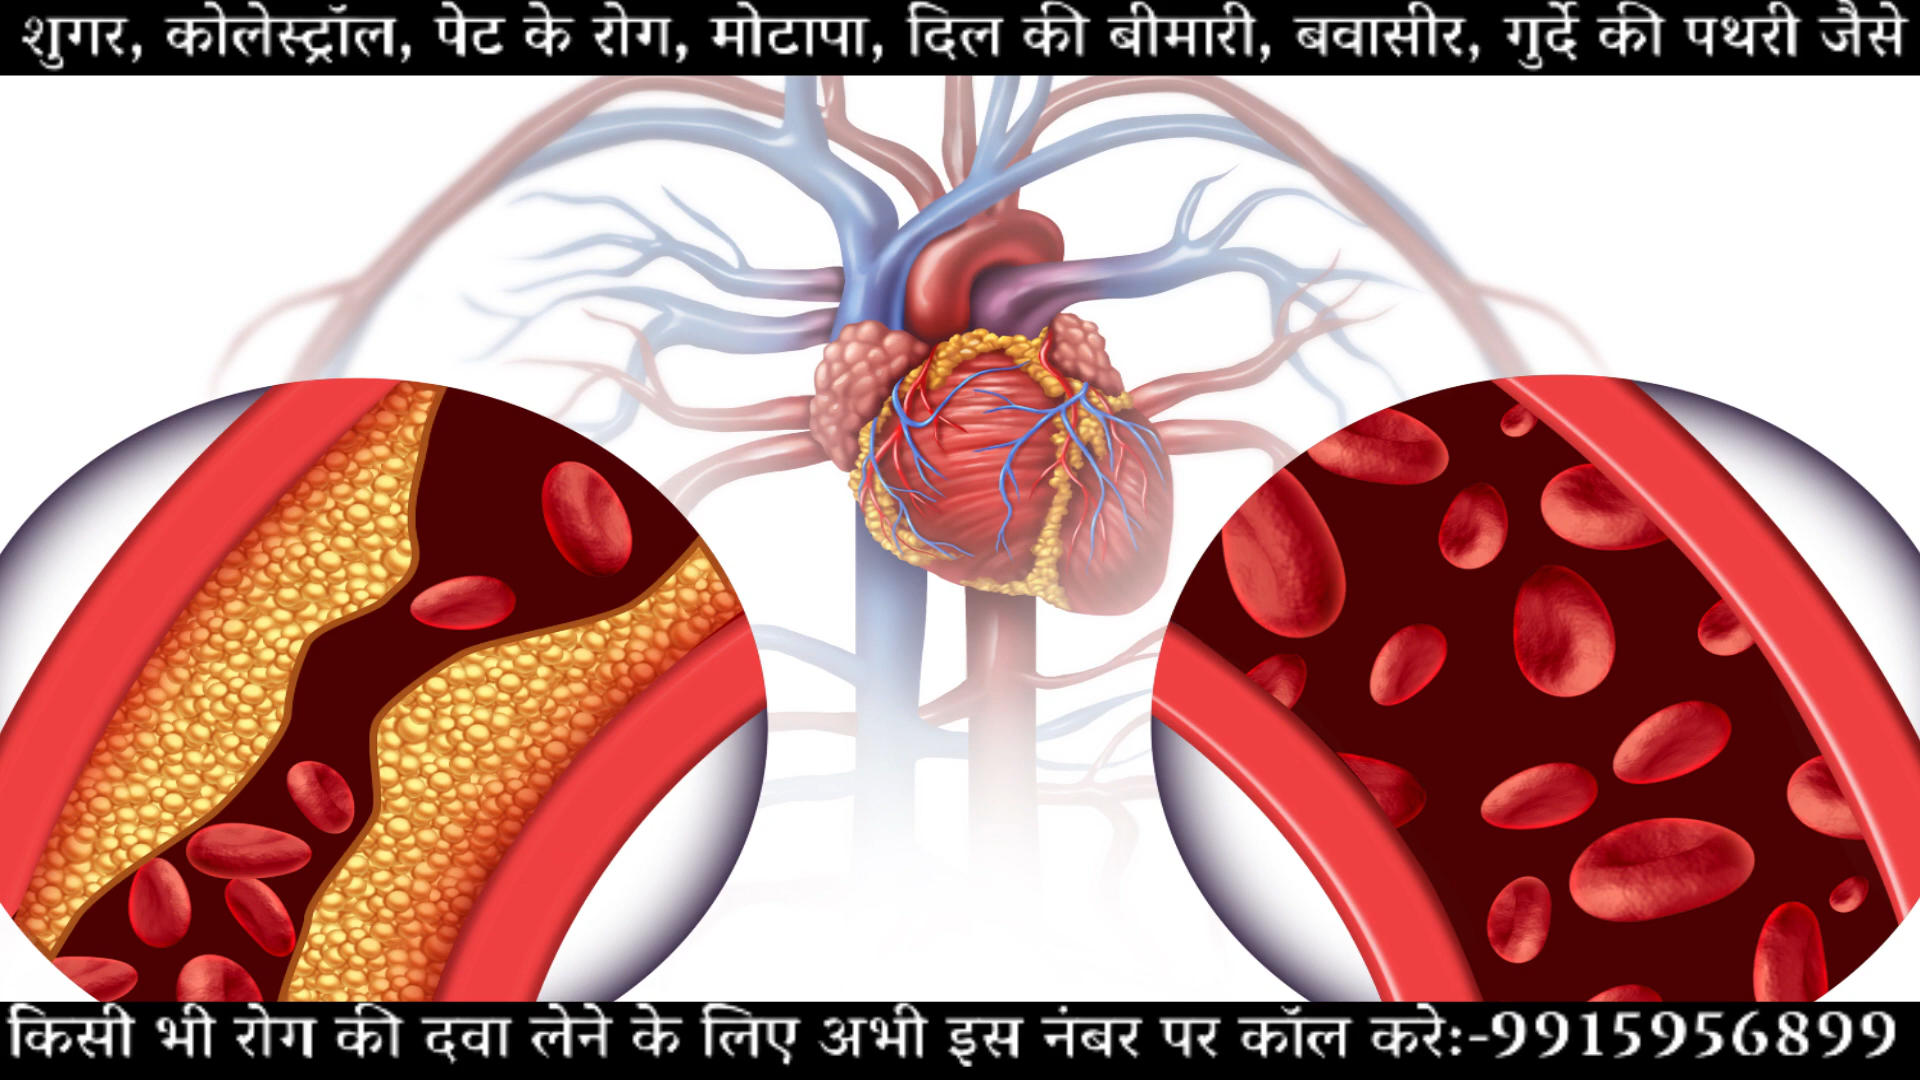 शुगर, कोलेस्ट्रॉल, पेट के रोग, मोटापा, दिल की बीमारी, बवासीर, गुर्दे की पथरी जैसे
किसी भी रोग की दवा लेने के लिए अभी इस नंबर पर कॉल करे:-9915956899